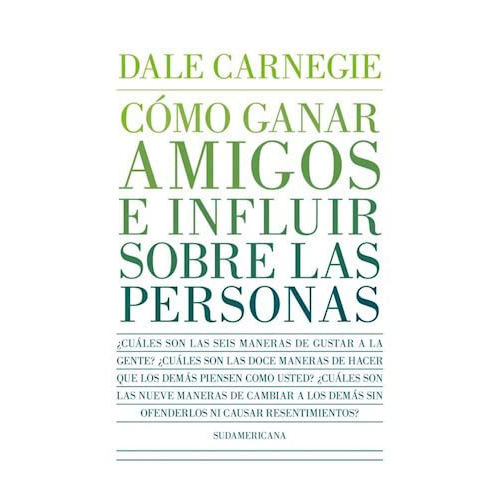 DALE CARNEGIE
CÓMO GANAR
AMIGOS
E INFLUIR
SOBRE LAS
PERSONAS
¿CUÁLES SON LAS SEIS MANERAS DE GUSTAR A LA
GENTE? ¿CUÁLES SON LAS DOCE MANERAS DE HACER
QUE LOS DEMÁS PIENSEN COMO USTED? ¿CUÁLES SON
LAS NUEVE MANERAS DE CAMBIAR A LOS DEMÁS SIN
OFENDERLOS NI CAUSAR RESENTIMIENTOS?
SUDAMERICANA